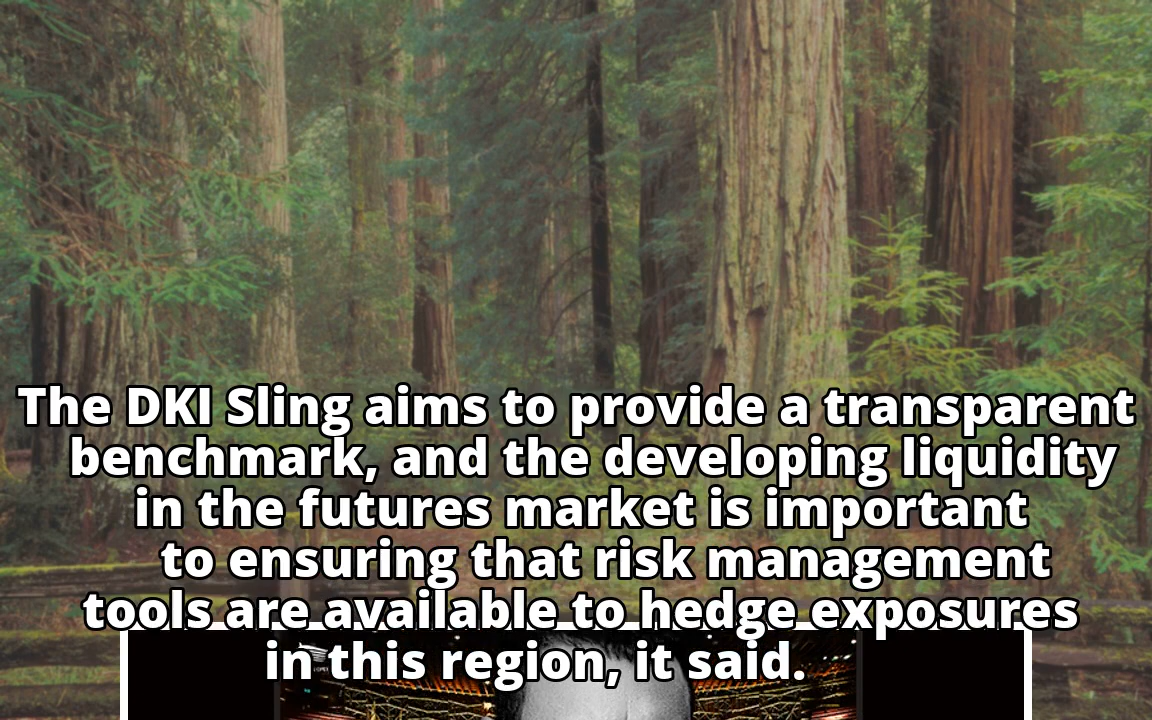 The DKI Sling aims to provide a transparent
benchmark, and the developing liquidity
in the futures market is important
to ensuring that risk management
tools are available to hedge exposures
in this region, it said.